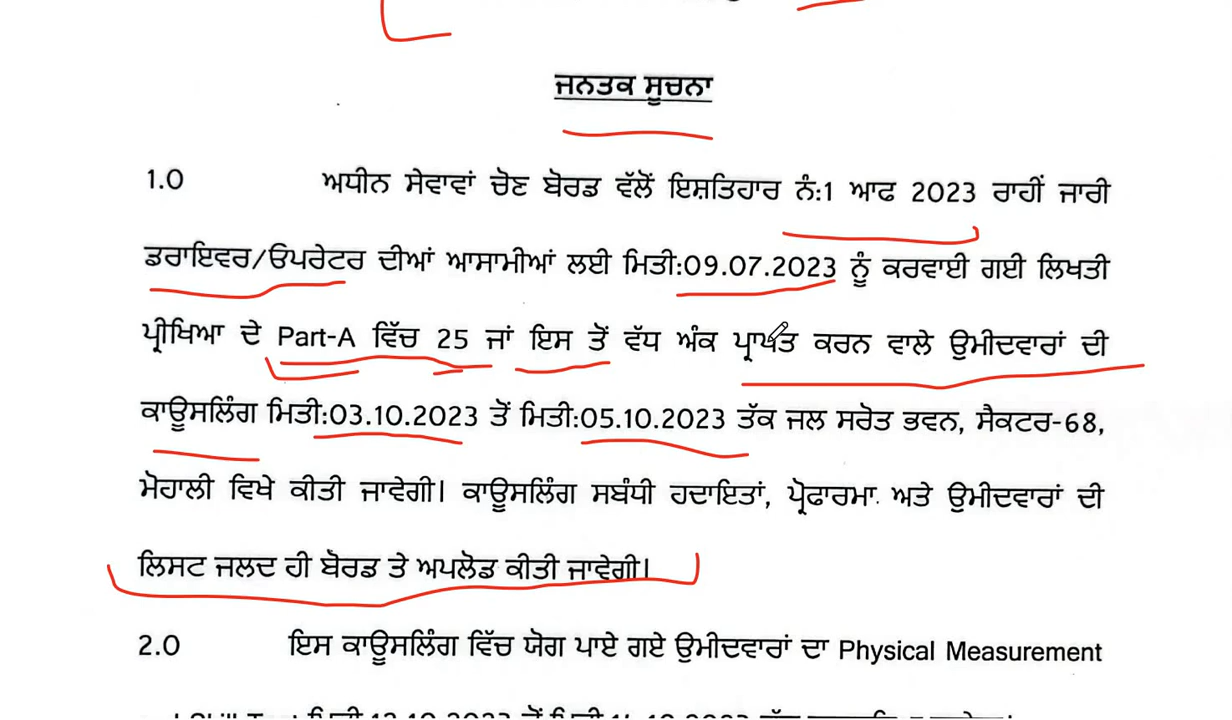 ਜਨਤਕ ਸੂਚਨਾ
1.0 ਅਧੀਨ ਸੇਵਾਵਾਂ ਚੋਣ ਬੋਰਡ ਵੱਲੋਂ ਇਸ਼ਤਿਹਾਰ ਨੰ:1 ਆਫ 2023 ਰਾਹੀਂ ਜਾਰੀ
ਡਰਾਇਵਰ/ਓਪਰੇਟਰ ਦੀਆਂ ਆਸਾਮੀਆਂ ਲਈ ਮਿਤੀ:09.07.2023 ਨੂੰ ਕਰਵਾਈ ਗਈ ਲਿਖਤੀ
ਪ੍ਰੀਖਿਆ ਦੇ Part-A ਵਿੱਚ 25 ਜਾਂ ਇਸ ਤੋਂ ਵੱਧ ਅੰਕ ਪ੍ਰਾਪਤ ਕਰਨ ਵਾਲੇ ਉਮੀਦਵਾਰਾਂ ਦੀ
ਕਾਊਸਲਿੰਗ ਮਿਤੀ:03.10.2023 ਤੋਂ ਮਿਤੀ:05.10.2023 ਤੱਕ ਜਲ ਸਰੋਤ ਭਵਨ, ਸੈਕਟਰ-68,
ਮੋਹਾਲੀ ਵਿਖੇ ਕੀਤੀ ਜਾਵੇਗੀ। ਕਾਊਸਲਿੰਗ ਸਬੰਧੀ ਹਦਾਇਤਾਂ, ਪ੍ਰੋਫਾਰਮਾ ਅਤੇ ਉਮੀਦਵਾਰਾਂ ਦੀ
ਲਿਸਟ ਜਲਦ ਹੀ ਬੋਰਡ ਤੇ ਅਪਲੋਡ ਕੀਤੀ ਜਾਵੇਗੀ।
2.0 ਇਸ ਕਾਊਸਲਿੰਗ ਵਿੱਚ ਯੋਗ ਪਾਏ ਗਏ ਉਮੀਦਵਾਰਾਂ ਦਾ Physical Measurement